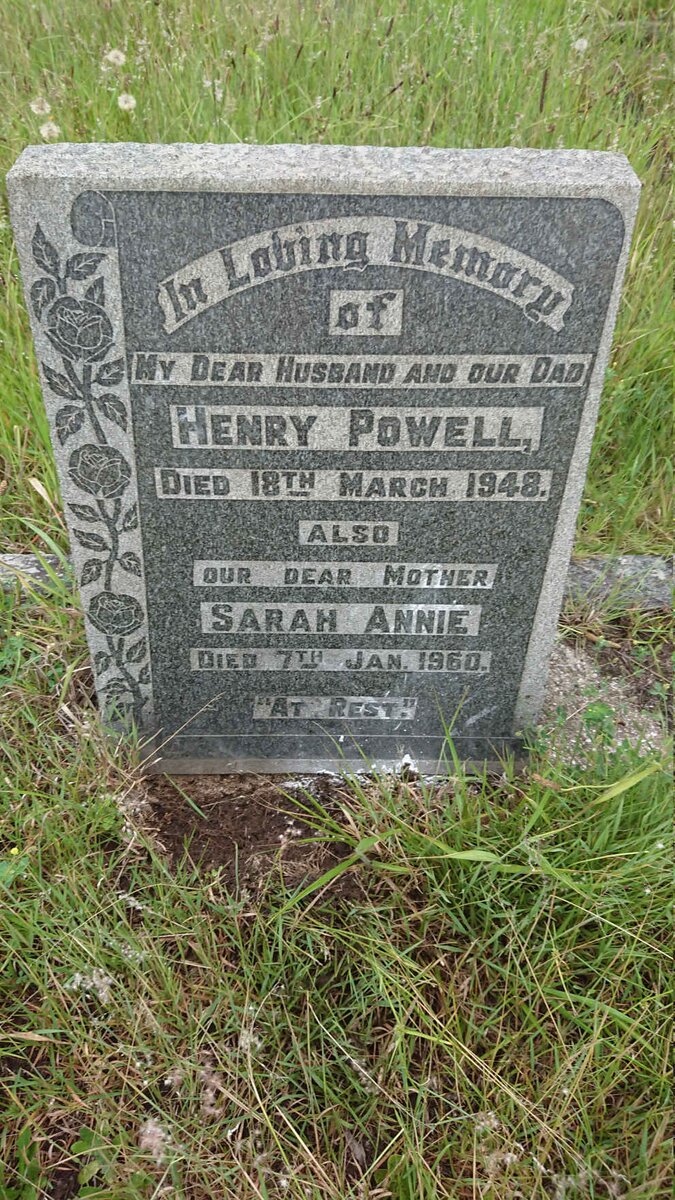 In Loving Memory
of
MY DEAR HUSBAND AND OUR DAD
HENRY POWELL,
DIED 18TH MARCH 1948.
ALSO
OUR DEAR MOTHER
SARAH ANNIE
DIED 7TH JAN. 1960.
"AT REST."